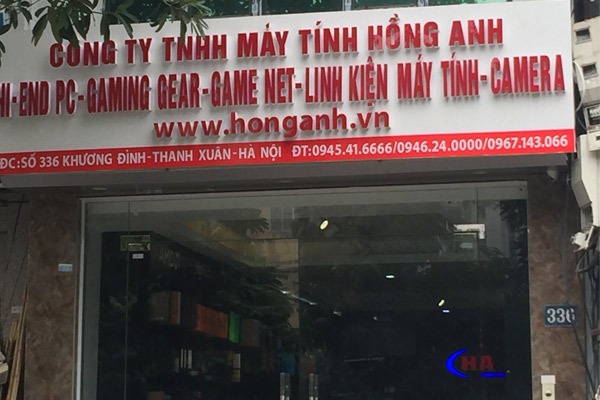 CÔNG TY TNHH MÁY TÍNH HỒNG ANH
HI-END PC-GAMING GEAR-GAME NET-LINH KIỆN MÁY TÍNH-CAMERA
www.honganh.vn
ĐC:SỐ 336 KHƯƠNG ĐÌNH-THANH XUÂN-HÀ NỘI ĐT:0945.41.6666/0946.24.0000/0967.143.066
336
HA